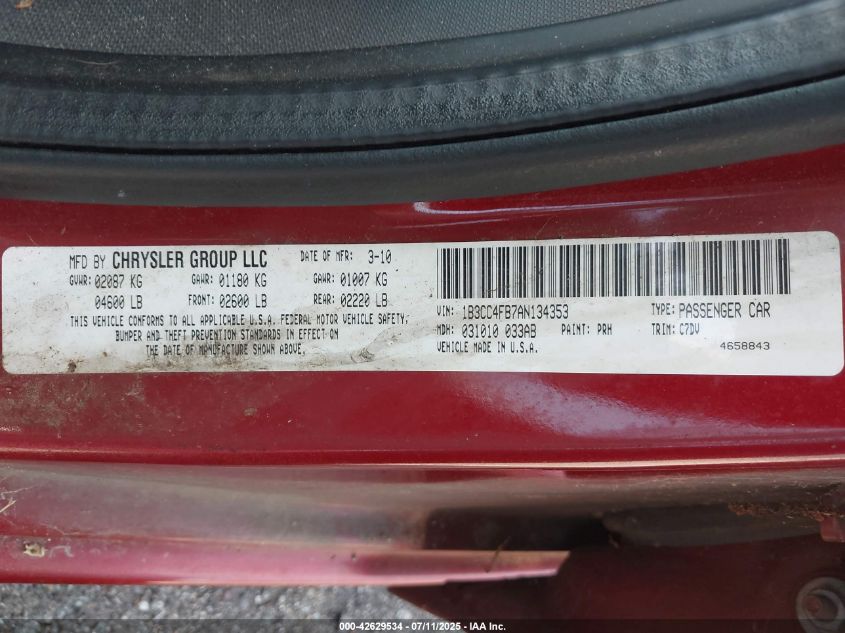 MFD BY CHRYSLER GROUP LLC DATE OF MFR: 3-10
GVWR: 02087 KG GAWR: 01180 KG GAWR: 01007 KG
04600 LB FRONT: 02600 LB REAR: 02220 LB
THIS VEHICLE CONFORMS TO ALL APPLICABLE U.S.A. FEDERAL MOTOR VEHICLE SAFETY,
BUMPER AND THEFT PREVENTION STANDARDS IN EFFECT ON
THE DATE OF MANUFACTURE SHOWN ABOVE.
VIN: 1B3CC4FB7AN134353 TYPE: PASSENGER CAR
MDH: 031010 033AB PAINT: PRH TRIM: C7DV
VEHICLE MADE IN U.S.A. 4658843
000-42629534 - 07/11/2025 - IAA Inc.